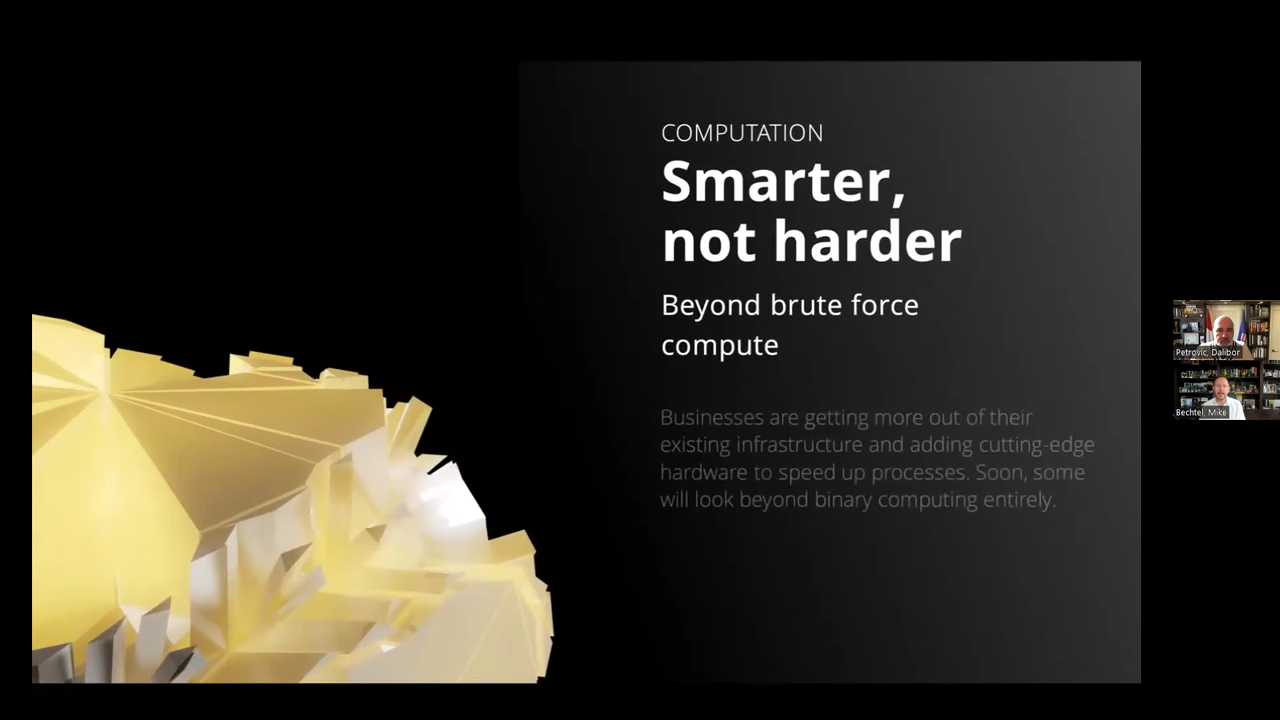 COMPUTATION
Smarter,
not harder
Beyond brute force
compute
Businesses are getting more out of their
existing infrastructure and adding cutting-edge
hardware to speed up processes. Soon, some
will look beyond binary computing entirely.
Petrovic, Dalibor
Bechtel, Mike